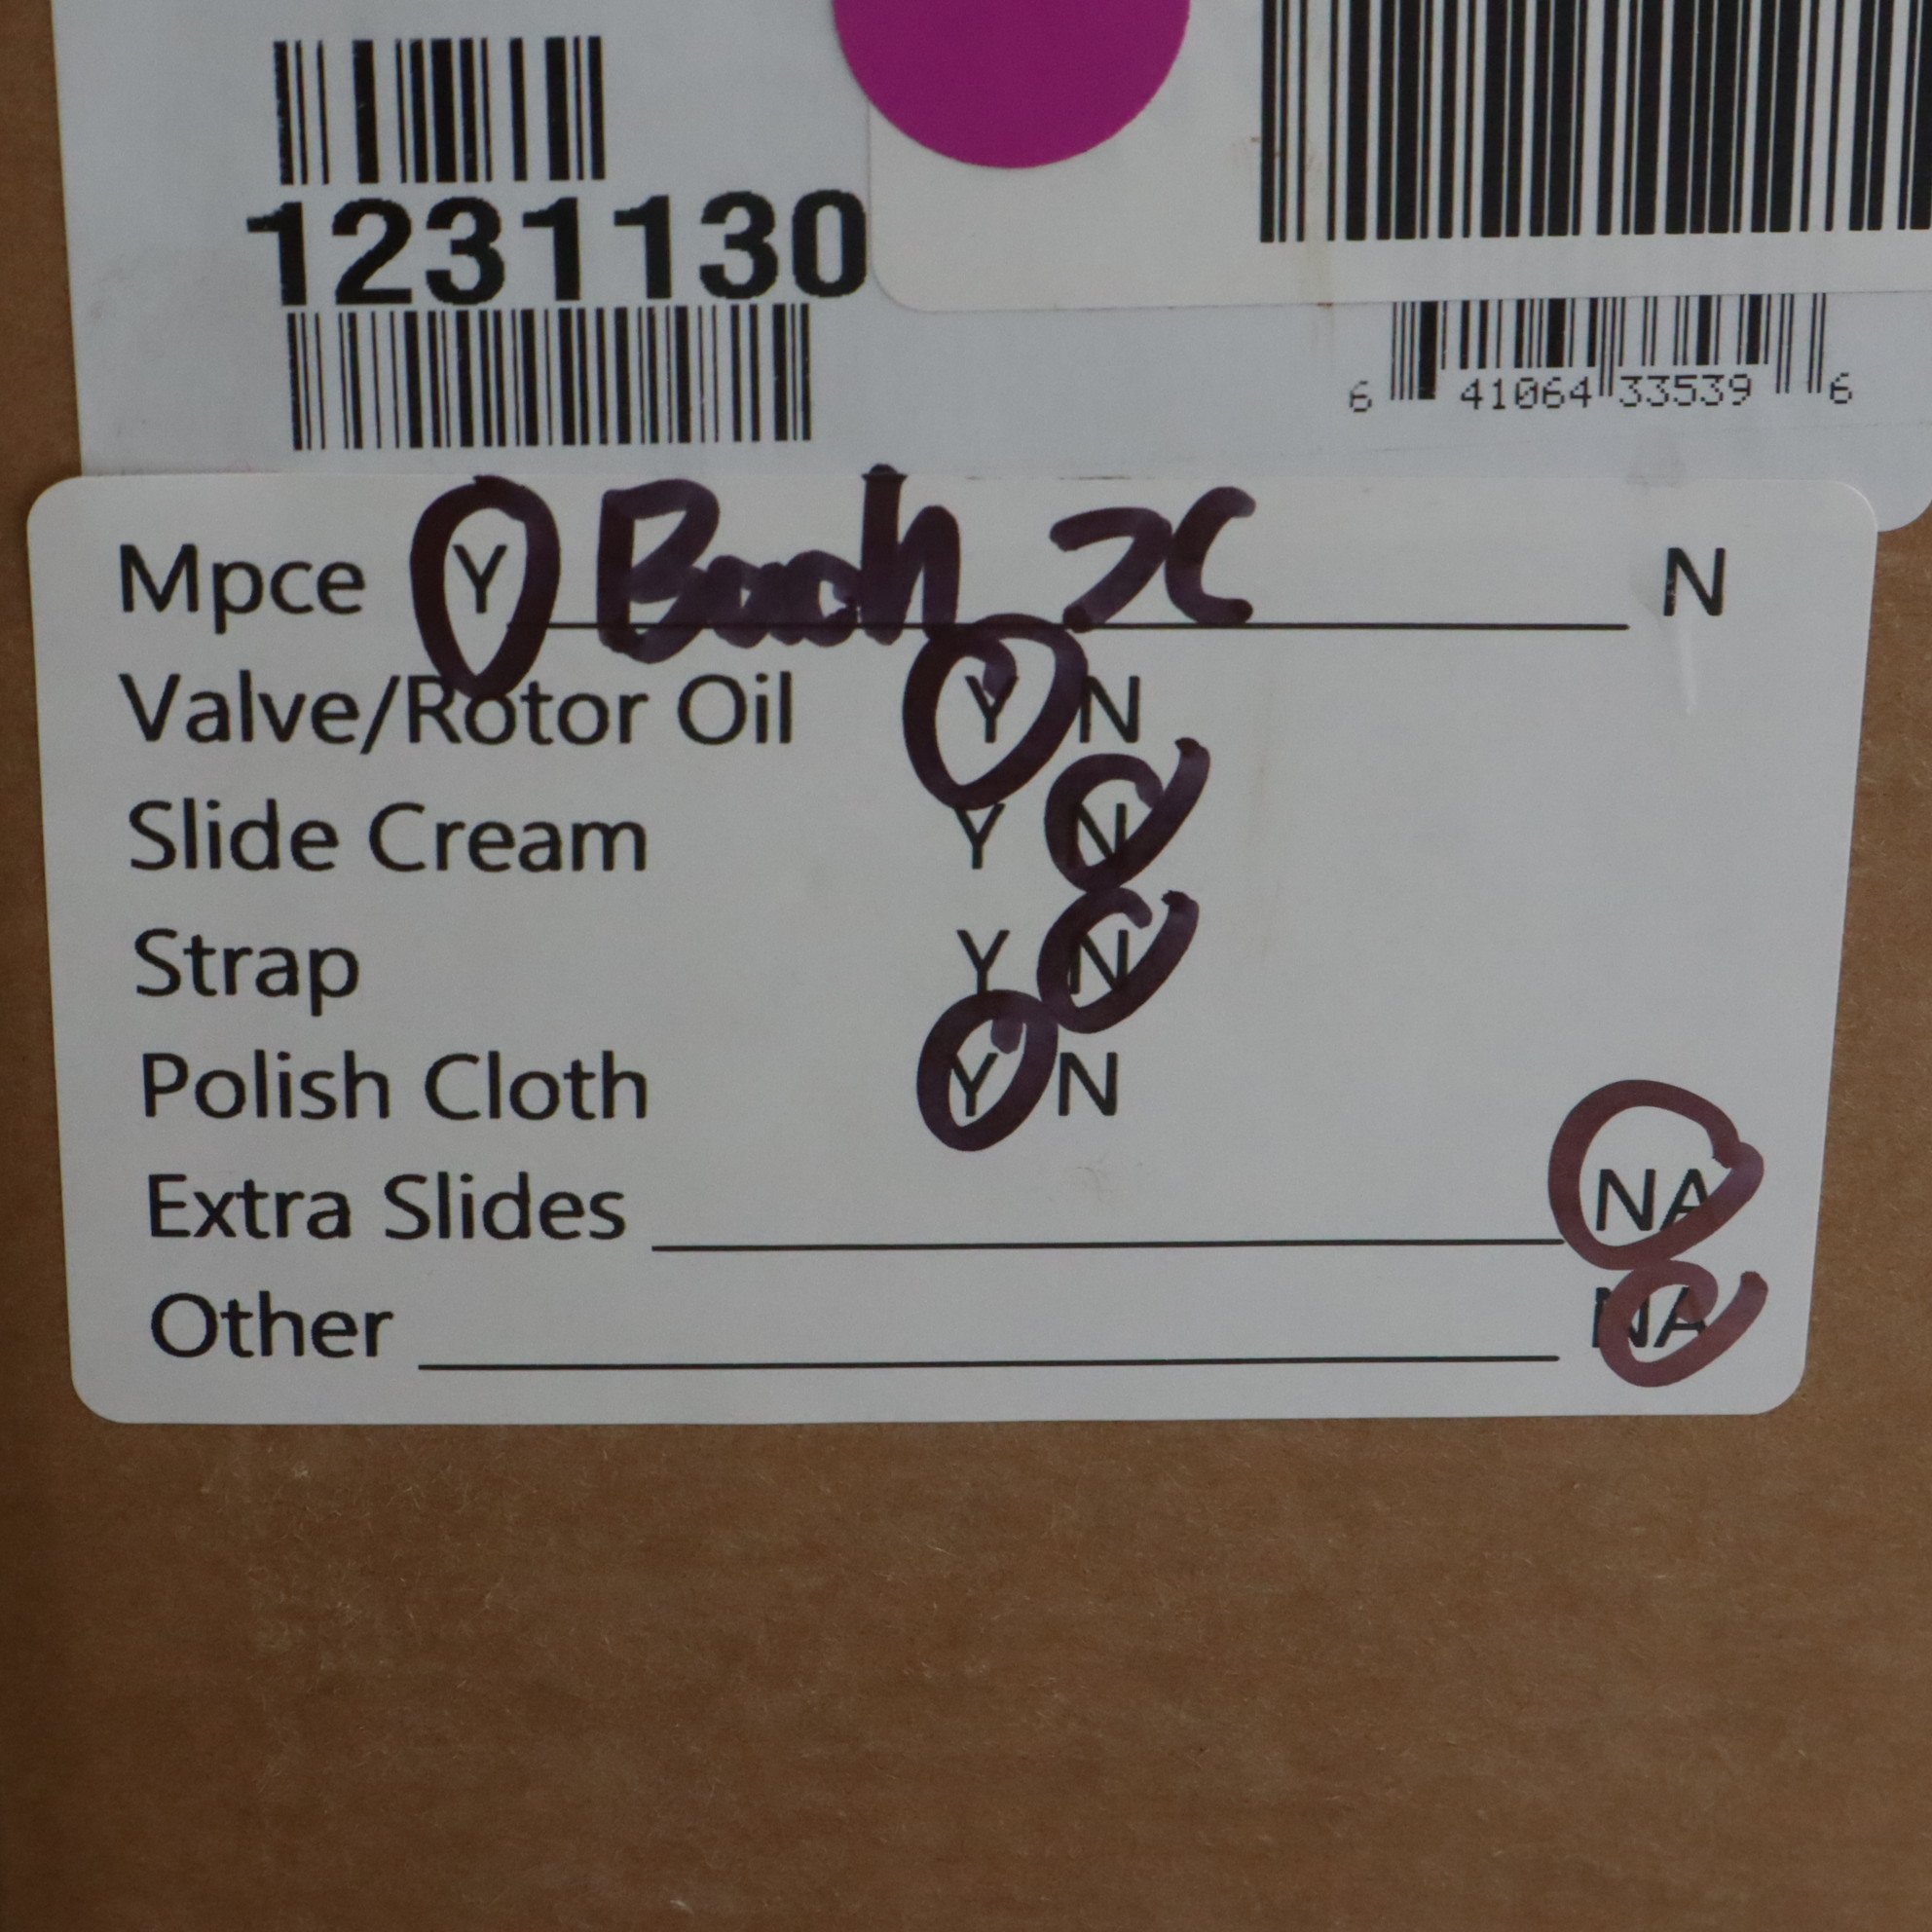 1231130
6 41064 33539 6
Mpce Y Bach 7C N
Valve/Rotor Oil Y N
Slide Cream Y N
Strap Y N
Polish Cloth Y N
Extra Slides NA
Other NA